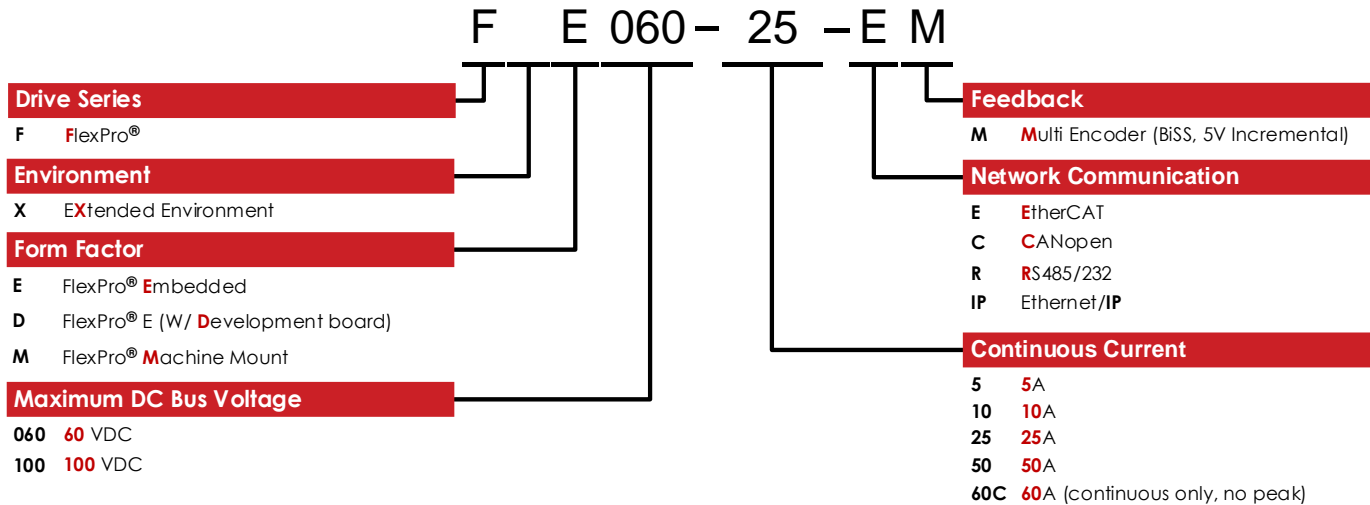 F E 060 – 25 – E M
Drive Series
F FlexPro®
Environment
X EXtended Environment
Form Factor
E FlexPro® Embedded
D FlexPro® E (W/ Development board)
M FlexPro® Machine Mount
Maximum DC Bus Voltage
060 60 VDC
100 100 VDC
Feedback
M Multi Encoder (BiSS, 5V Incremental)
Network Communication
E EtherCAT
C CANopen
R RS485/232
IP Ethernet/IP
Continuous Current
5 5A
10 10A
25 25A
50 50A
60C 60A (continuous only, no peak)